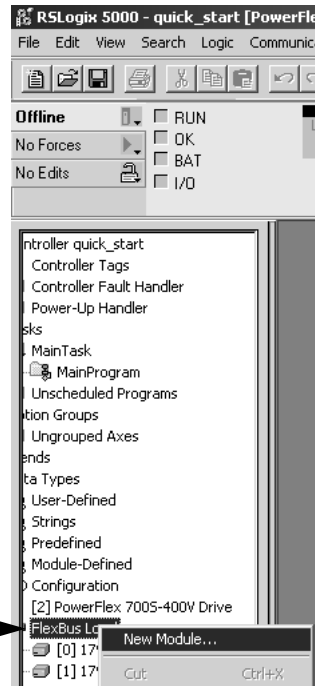 RSLogix 5000 - quick_start [PowerFle
File Edit View Search Logic Communic
Offline
RUN
No Forces
OK
BAT
No Edits
I/O
ntroller quick_start
Controller Tags
Controller Fault Handler
Power-Up Handler
sks
MainTask
MainProgram
Unscheduled Programs
tion Groups
Ungrouped Axes
ends
ta Types
User-Defined
Strings
Predefined
Module-Defined
Configuration
[2] PowerFlex 700S-400V Drive
FlexBus Lo
New Module...
[0] 179
[1] 179
Cut Ctrl+X